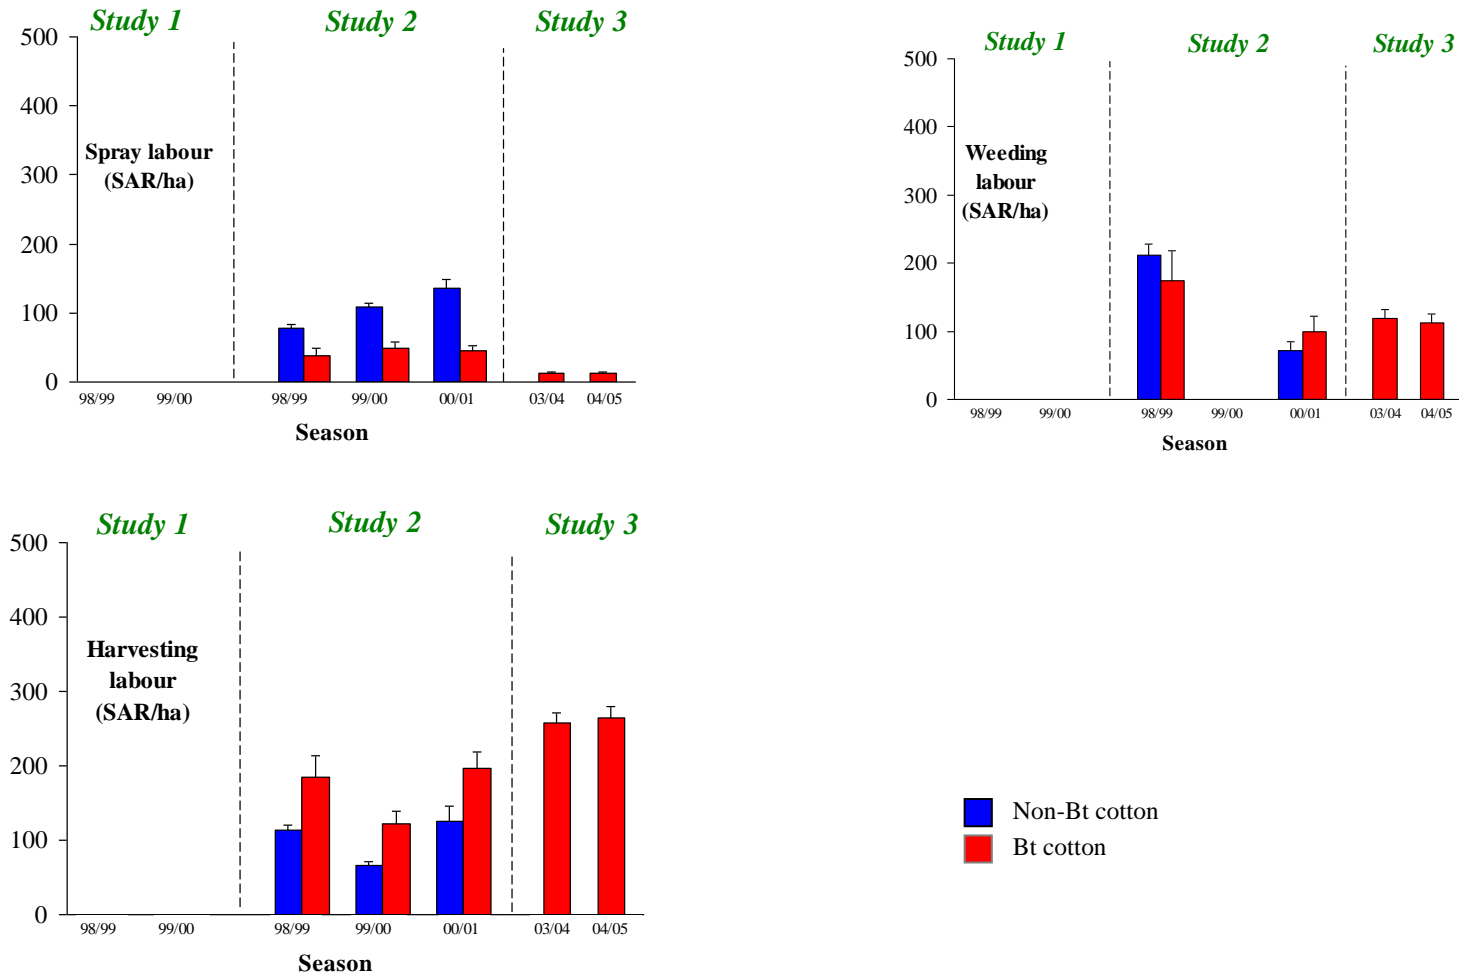 Study 1 Study 2 Study 3
500
400
300
200
100
0
Spray labour
(SAR/ha)
98/99 99/00 98/99 99/00 00/01 03/04 04/05
Season
Study 1 Study 2 Study 3
500
400
300
200
100
0
Weeding
labour
(SAR/ha)
98/99 99/00 98/99 99/00 00/01 03/04 04/05
Season
Study 1 Study 2 Study 3
500
400
300
200
100
0
Harvesting
labour
(SAR/ha)
98/99 99/00 98/99 99/00 00/01 03/04 04/05
Season
Non-Bt cotton
Bt cotton